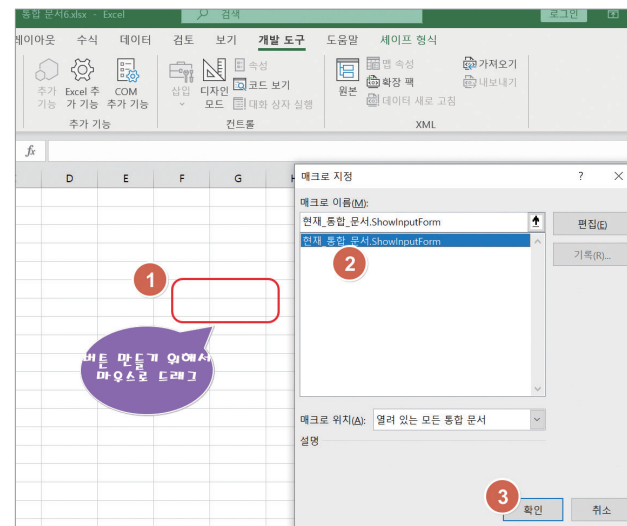 통합 문서6.xlsx - Excel
검색
로그인
레이아웃 수식 데이터 검토 보기 개발 도구 도움말 셰이프 형식
추가 기능
Excel 추가 기능
COM 추가 기능
추가 기능
삽입
디자인 모드
속성
코드 보기
대화 상자 실행
컨트롤
원본
맵 속성
확장 팩
데이터 새로 고침
가져오기
내보내기
XML
fx
D E F G H
매크로 지정 ? ×
매크로 이름(M):
현재_통합_문서.ShowInputForm
편집(E)
현재_통합_문서.ShowInputForm
기록(R)...
1
2
버튼 만들기 위해서
마우스로 드래그
매크로 위치(A): 열려 있는 모든 통합 문서
설명
3
확인 취소